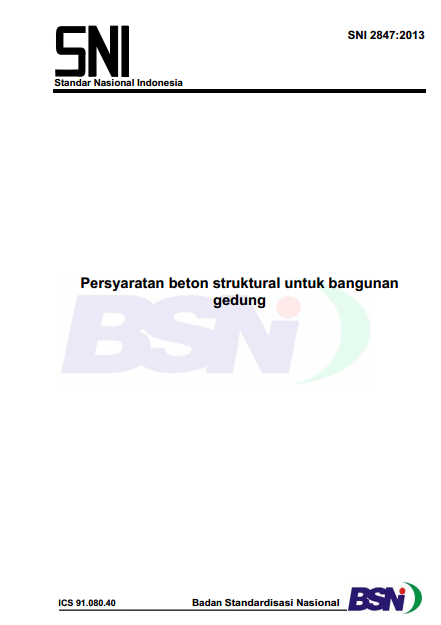 SNI 2847:2013
SNI
Standar Nasional Indonesia
Persyaratan beton struktural untuk bangunan
gedung
BSN
ICS 91.080.40
Badan Standardisasi Nasional
BSN